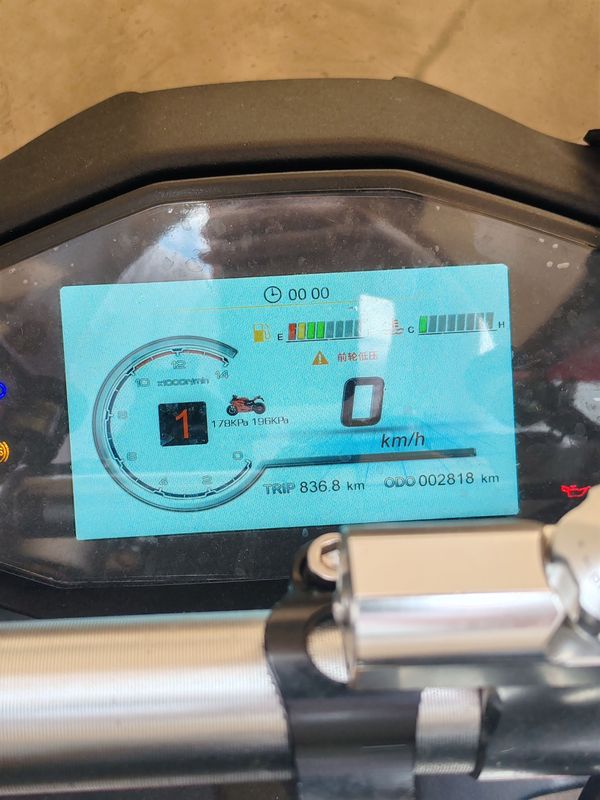 00 00
E
C
H
前轮低压
14
12
10
x1000r/min
8
6
4
2
0
1
178KPa 196KPa
0
km/h
TRIP 836.8 km
ODO 002818 km